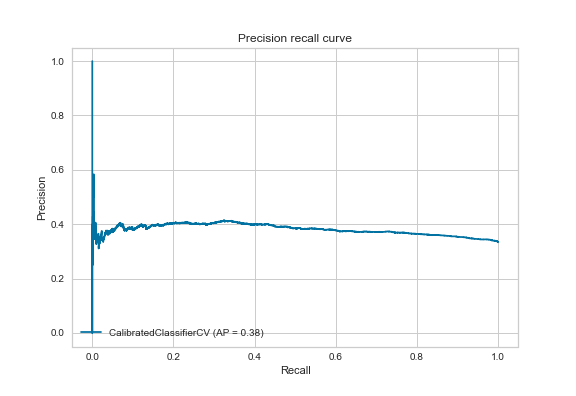 Precision recall curve
1.0
0.8
0.6
0.4
0.2
0.0
Precision
CalibratedClassifierCV (AP = 0.38)
0.0 0.2 0.4 0.6 0.8 1.0
Recall